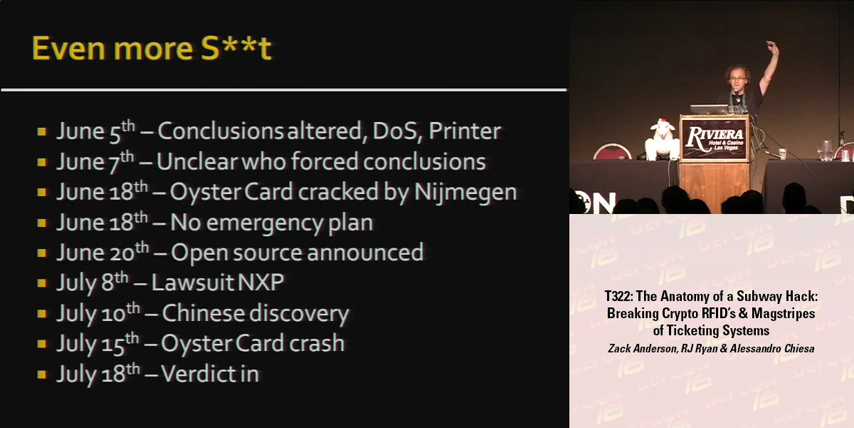 Even more S**t
June 5th – Conclusions altered, DoS, Printer
June 7th – Unclear who forced conclusions
June 18th – Oyster Card cracked by Nijmegen
June 18th – No emergency plan
June 20th – Open source announced
July 8th – Lawsuit NXP
July 10th – Chinese discovery
July 15th – Oyster Card crash
July 18th – Verdict in
RIVIERA
Hotel & Casino
Las Vegas
CON
D
T322: The Anatomy of a Subway Hack:
Breaking Crypto RFID's & Magstripes
of Ticketing Systems
Zack Anderson, RJ Ryan & Alessandro Chiesa
DEFCON
16